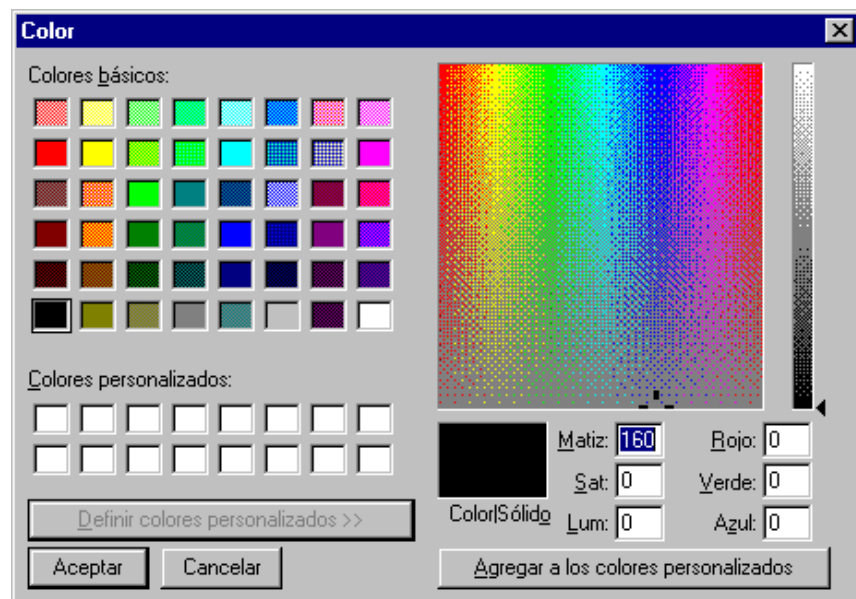 Color
Colores básicos:
Colores personalizados:
Definir colores personalizados >>
Aceptar
Cancelar
Matiz: 160
Rojo: 0
Sat: 0
Verde: 0
Color|Sólido
Lum: 0
Azul: 0
Agregar a los colores personalizados